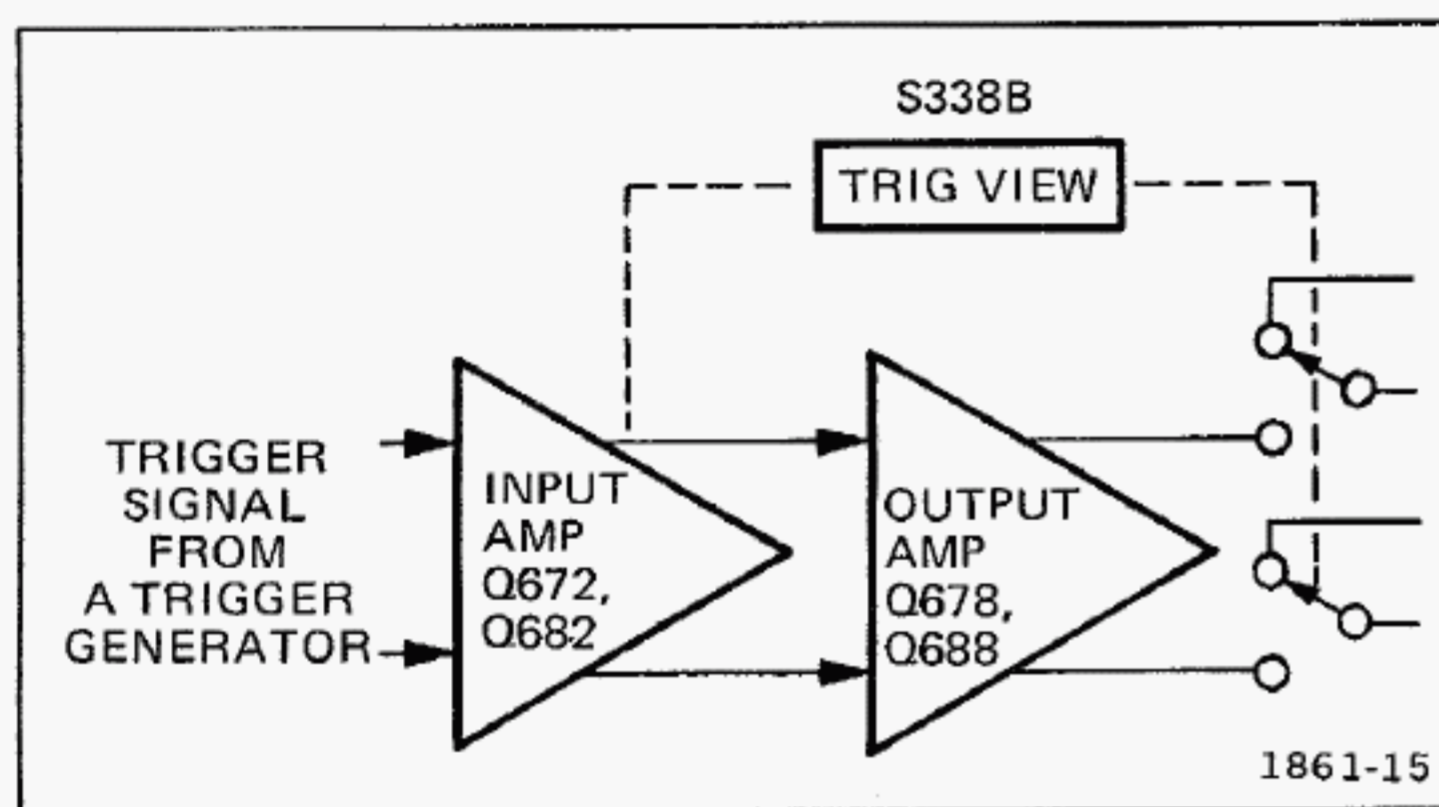 S338B
TRIG VIEW
TRIGGER
SIGNAL
FROM
A TRIGGER
GENERATOR
INPUT
AMP
Q672,
Q682
OUTPUT
AMP
Q678,
Q688
1861-15